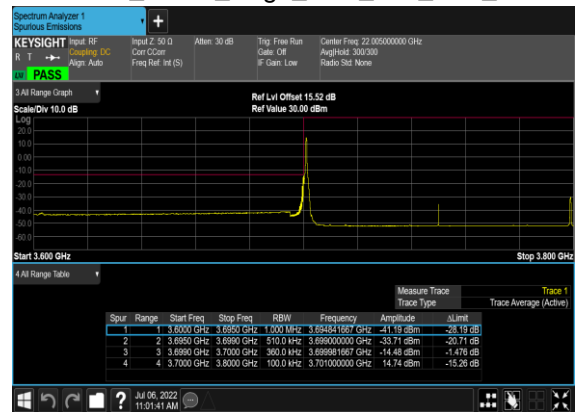 Spectrum Analyzer 1
Spurious Emissions
+
KEYSIGHT Input: RF Input Z: 50 Ω Atten: 30 dB Trig: Free Run Center Freq: 22.005000000 GHz
R T Coupling: DC Corr CCorr Gate: Off Avg|Hold: 300/300
Align: Auto Freq Ref: Int (S) IF Gain: Low Radio Std: None
PASS
3 All Range Graph
Ref Lvl Offset 15.52 dB
Scale/Div 10.0 dB Ref Value 30.00 dBm
Log
20.0
10.0
0.00
-10.0
-20.0
-30.0
-40.0
-50.0
-60.0
Start 3.600 GHz Stop 3.800 GHz
4 All Range Table
Measure Trace Trace 1
Trace Type Trace Average (Active)
Spur Range Start Freq Stop Freq RBW Frequency Amplitude ΔLimit
1 1 3.6000 GHz 3.6950 GHz 1.000 MHz 3.694841667 GHz -41.19 dBm -28.19 dB
2 2 3.6950 GHz 3.6990 GHz 510.0 kHz 3.699000000 GHz -33.71 dBm -20.71 dB
3 3 3.6990 GHz 3.7000 GHz 360.0 kHz 3.699981667 GHz -14.48 dBm -1.476 dB
4 4 3.7000 GHz 3.8000 GHz 100.0 kHz 3.701000000 GHz 14.74 dBm -15.26 dB
? Jul 06, 2022
11:01:41 AM